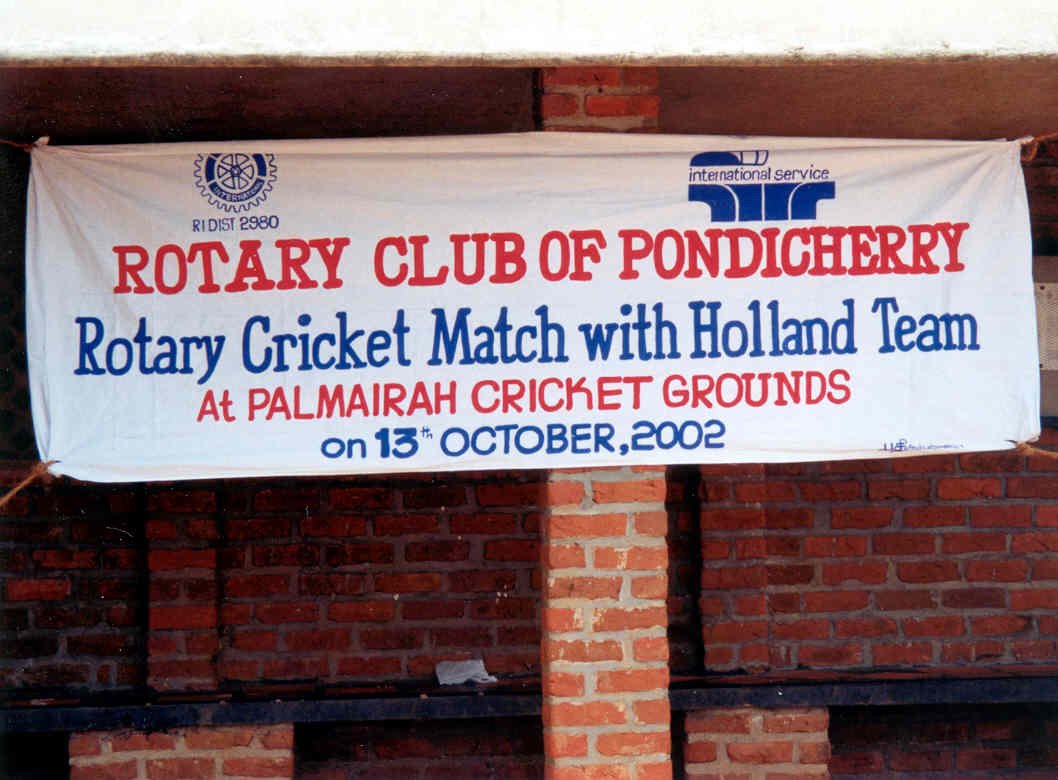 INTERNATIONAL
RI DIST 2980
international service
ROTARY CLUB OF PONDICHERRY
Rotary Cricket Match with Holland Team
At PALMAIRAH CRICKET GROUNDS
on 13th OCTOBER, 2002